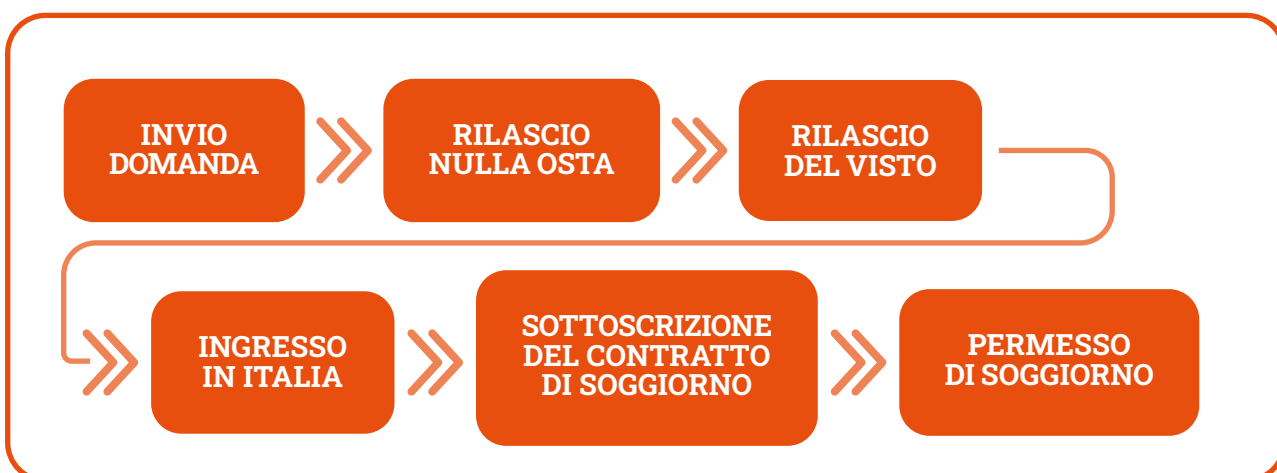 INVIO
DOMANDA
RILASCIO
NULLA OSTA
RILASCIO
DEL VISTO
INGRESSO
IN ITALIA
SOTTOSCRIZIONE
DEL CONTRATTO
DI SOGGIORNO
PERMESSO
DI SOGGIORNO